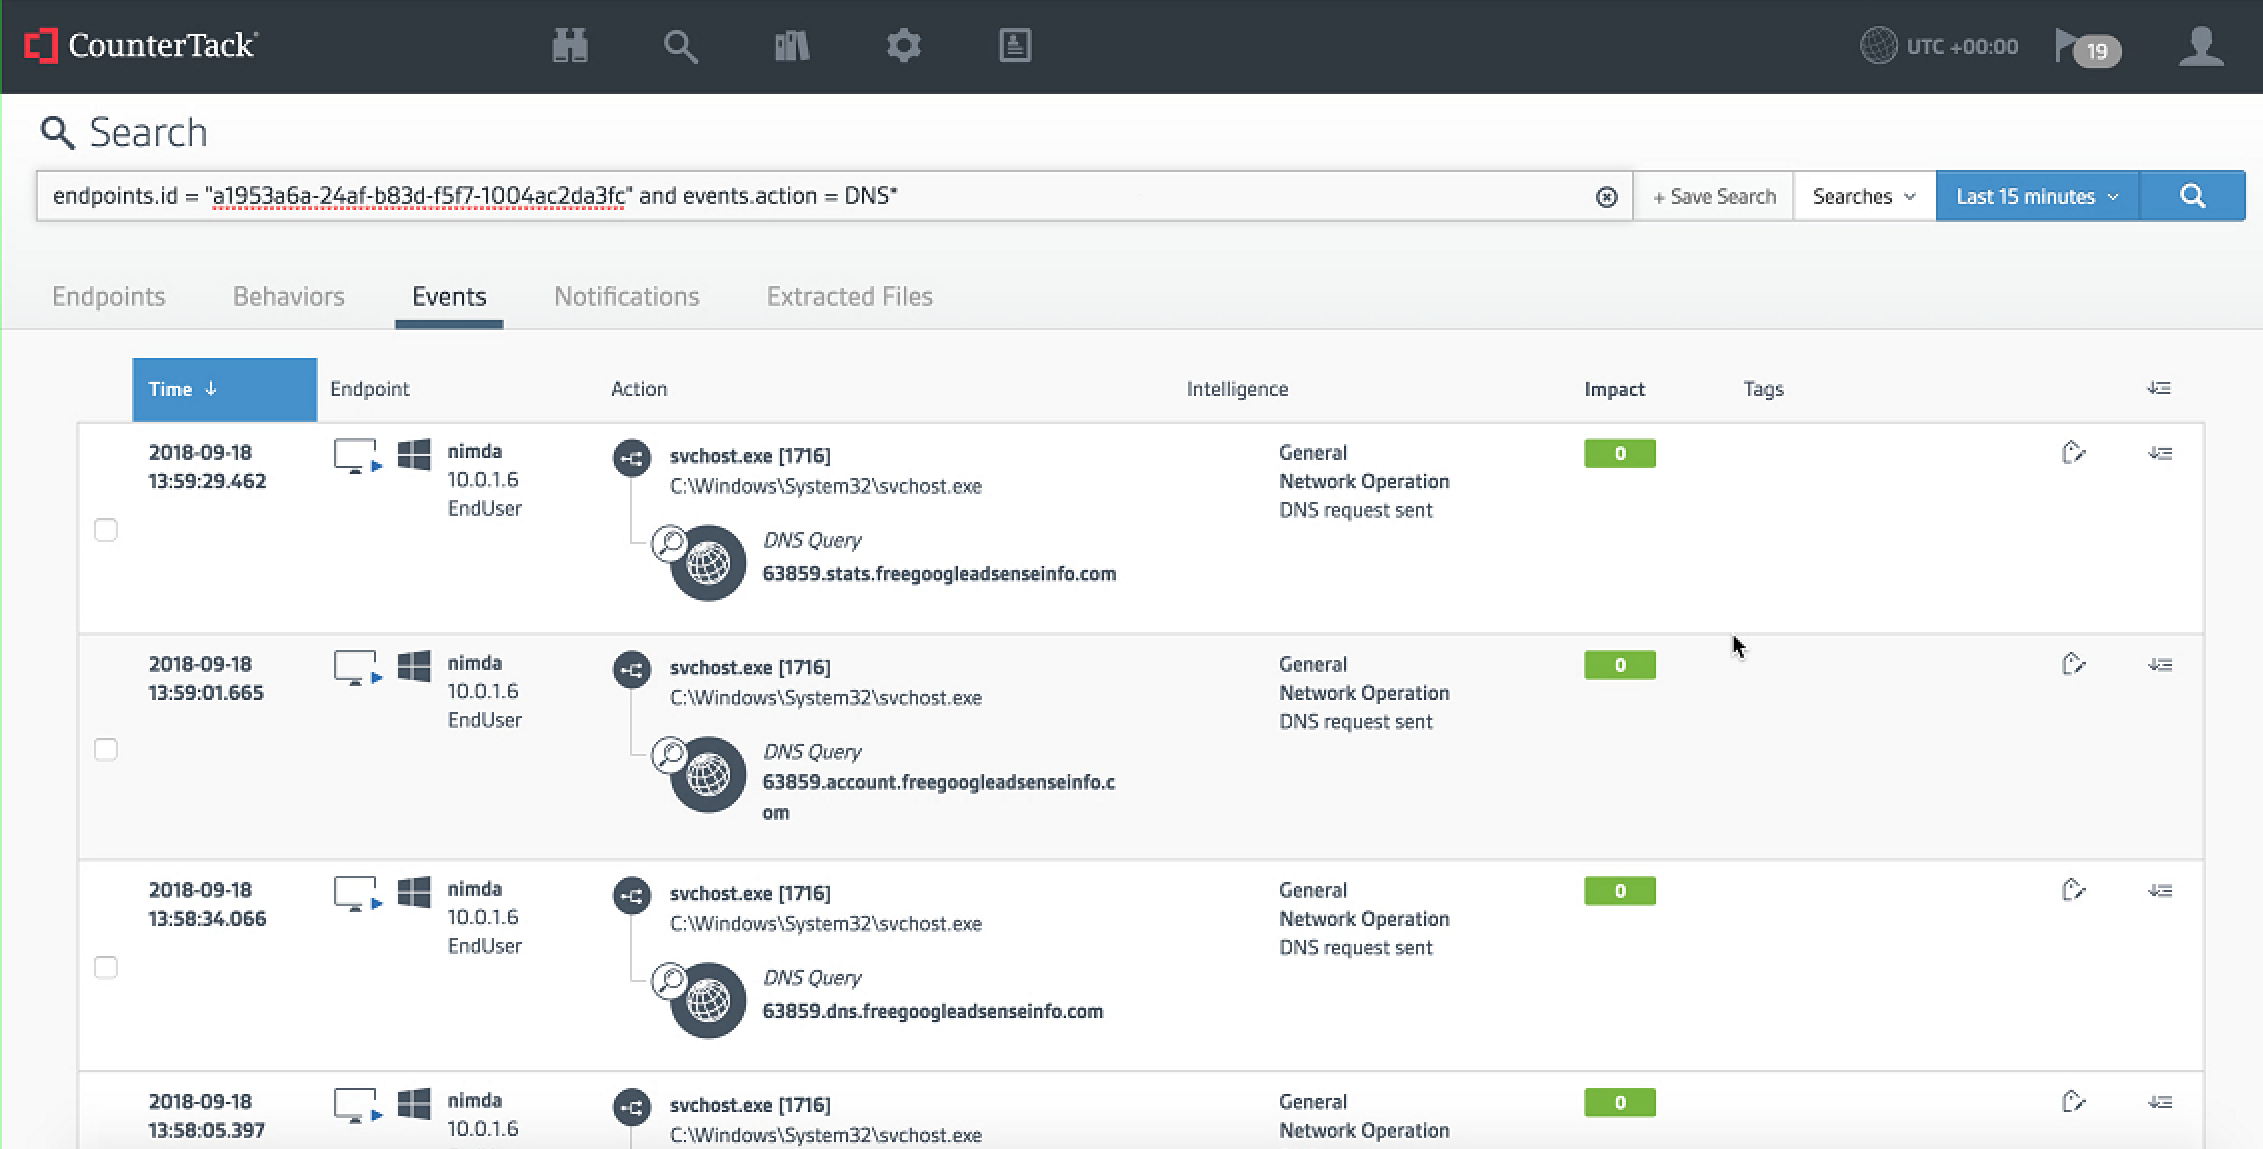 CounterTack
UTC +00:00
19
Search
endpoints.id = "a1953a6a-24af-b83d-f5f7-1004ac2da3fc" and events.action = DNS*
+ Save Search
Searches
Last 15 minutes
Endpoints
Behaviors
Events
Notifications
Extracted Files
Time ↓
Endpoint
Action
Intelligence
Impact
Tags
2018-09-18
13:59:29.462
nimda
10.0.1.6
EndUser
svchost.exe [1716]
C:\Windows\System32\svchost.exe
DNS Query
63859.stats.freegoogleadsenseinfo.com
General
Network Operation
DNS request sent
0
2018-09-18
13:59:01.665
nimda
10.0.1.6
EndUser
svchost.exe [1716]
C:\Windows\System32\svchost.exe
DNS Query
63859.account.freegoogleadsenseinfo.c
om
General
Network Operation
DNS request sent
0
2018-09-18
13:58:34.066
nimda
10.0.1.6
EndUser
svchost.exe [1716]
C:\Windows\System32\svchost.exe
DNS Query
63859.dns.freegoogleadsenseinfo.com
General
Network Operation
DNS request sent
0
2018-09-18
13:58:05.397
nimda
10.0.1.6
svchost.exe [1716]
C:\Windows\System32\svchost.exe
General
Network Operation
0